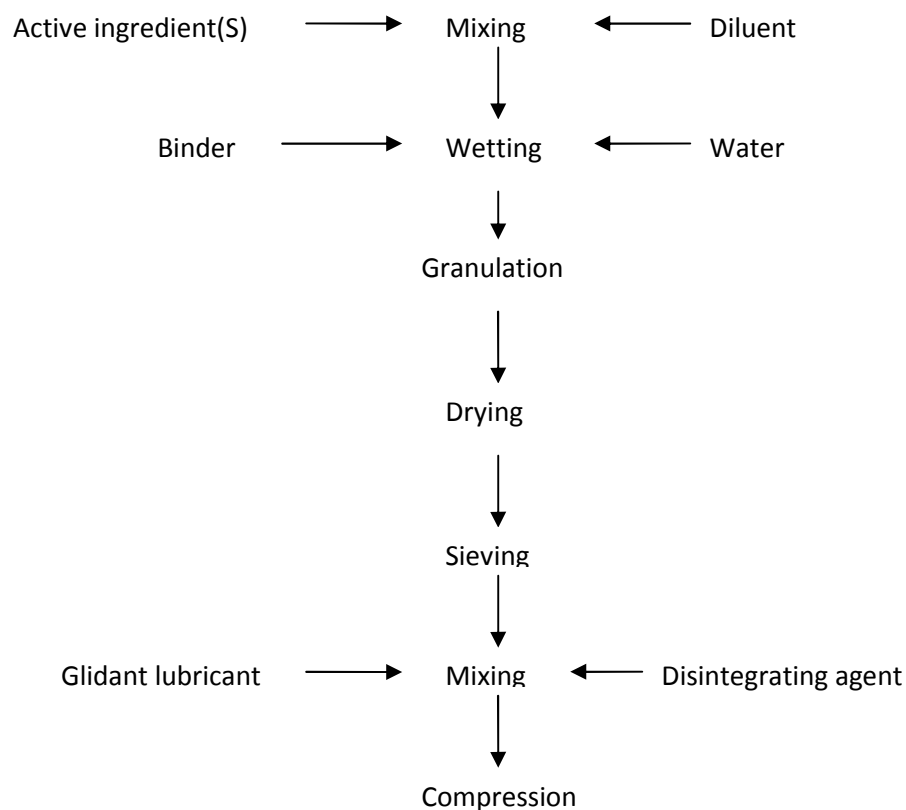 Active ingredient(S) Mixing Diluent
Binder Wetting Water
Granulation
Drying
Sieving
Glidant lubricant Mixing Disintegrating agent
Compression